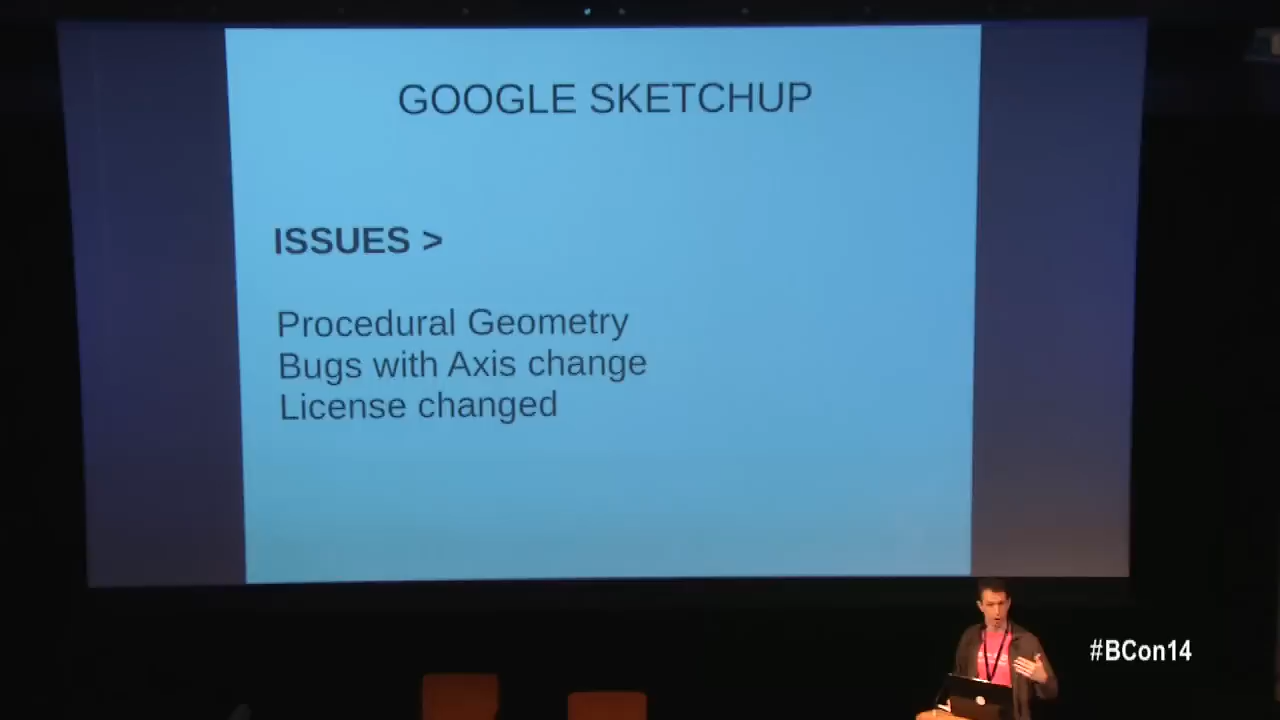 GOOGLE SKETCHUP
ISSUES >
Procedural Geometry
Bugs with Axis change
License changed
#BCon14